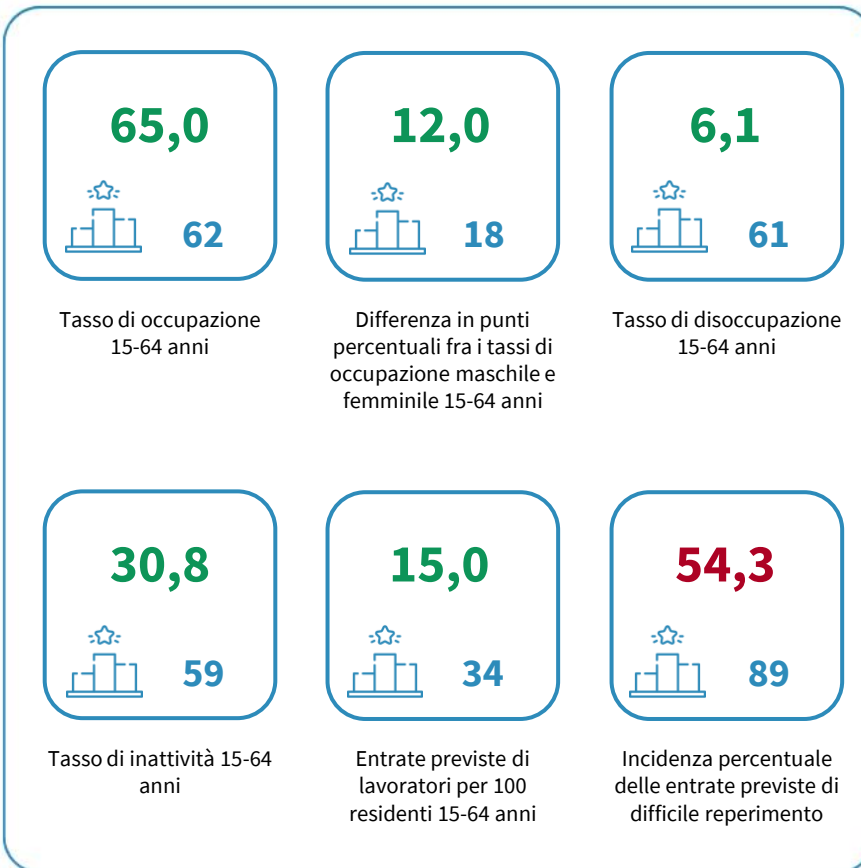 65,0
62
Tasso di occupazione
15-64 anni
12,0
18
Differenza in punti
percentuali fra i tassi di
occupazione maschile e
femminile 15-64 anni
6,1
61
Tasso di disoccupazione
15-64 anni
30,8
59
Tasso di inattività 15-64
anni
15,0
34
Entrate previste di
lavoratori per 100
residenti 15-64 anni
54,3
89
Incidenza percentuale
delle entrate previste di
difficile reperimento